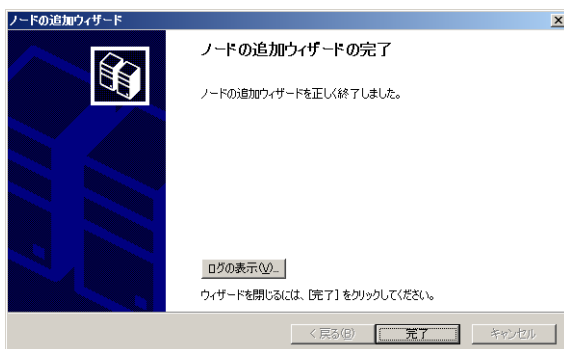 ノードの追加ウィザード
ノードの追加ウィザードの完了
ノードの追加ウィザードを正しく終了しました。
ログの表示(V)...
ウィザードを閉じるには、[完了] をクリックしてください。
< 戻る(B)
完了
キャンセル